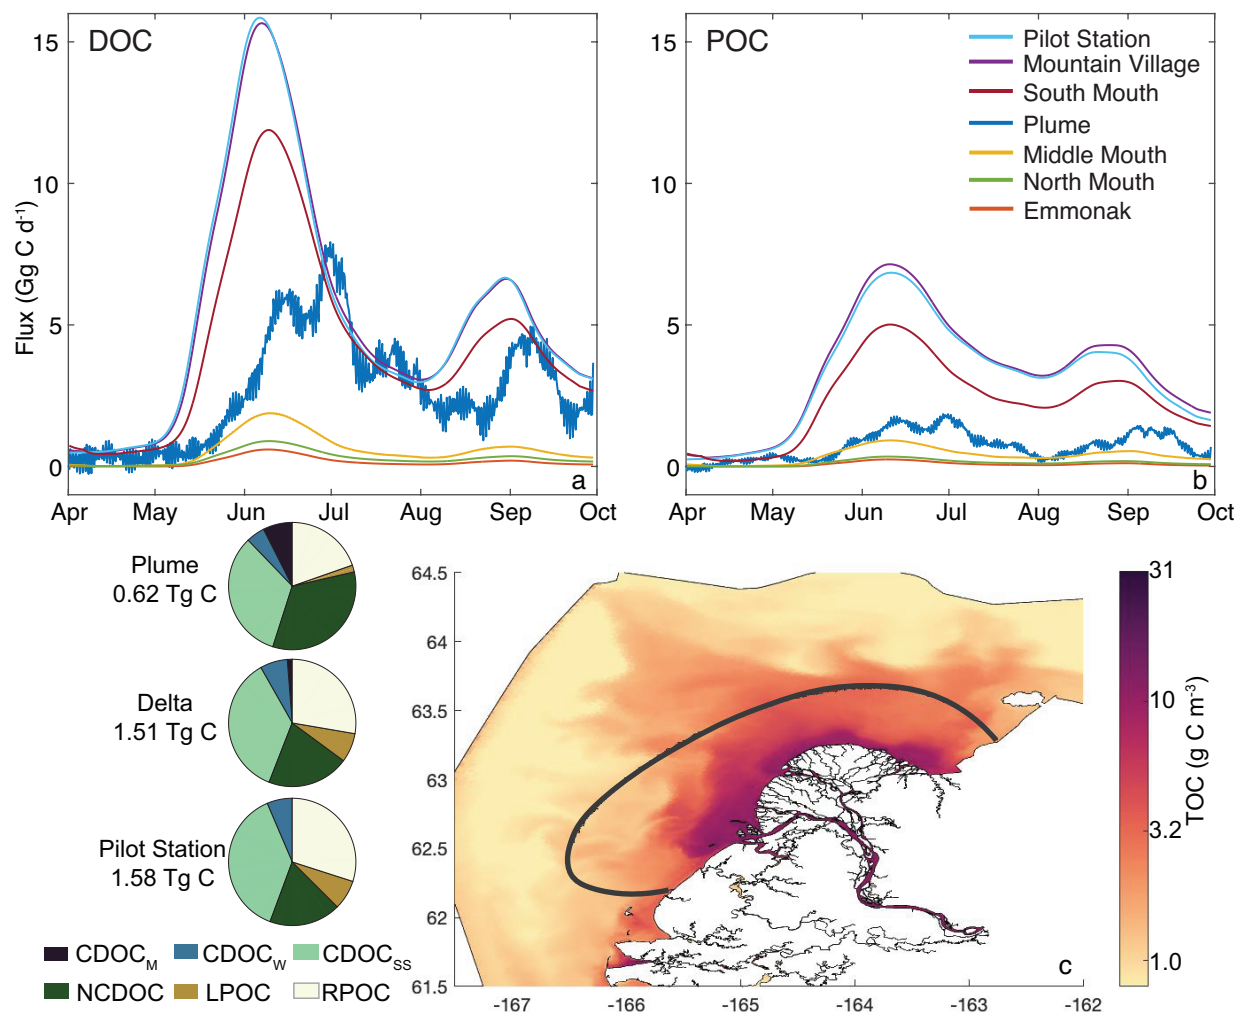 DOC
15
10
5
0
Flux (Gg C d⁻¹)
Apr May Jun Jul Aug Sep Oct
a
POC
15
10
5
0
Apr May Jun Jul Aug Sep Oct
b
Pilot Station
Mountain Village
South Mouth
Plume
Middle Mouth
North Mouth
Emmonak
Plume
0.62 Tg C
Delta
1.51 Tg C
Pilot Station
1.58 Tg C
CDOC_M CDOC_W CDOC_SS
NCDOC LPOC RPOC
64.5
64
63.5
63
62.5
62
61.5
-167 -166 -165 -164 -163 -162
c
31
10
3.2
1.0
TOC (g C m⁻³)